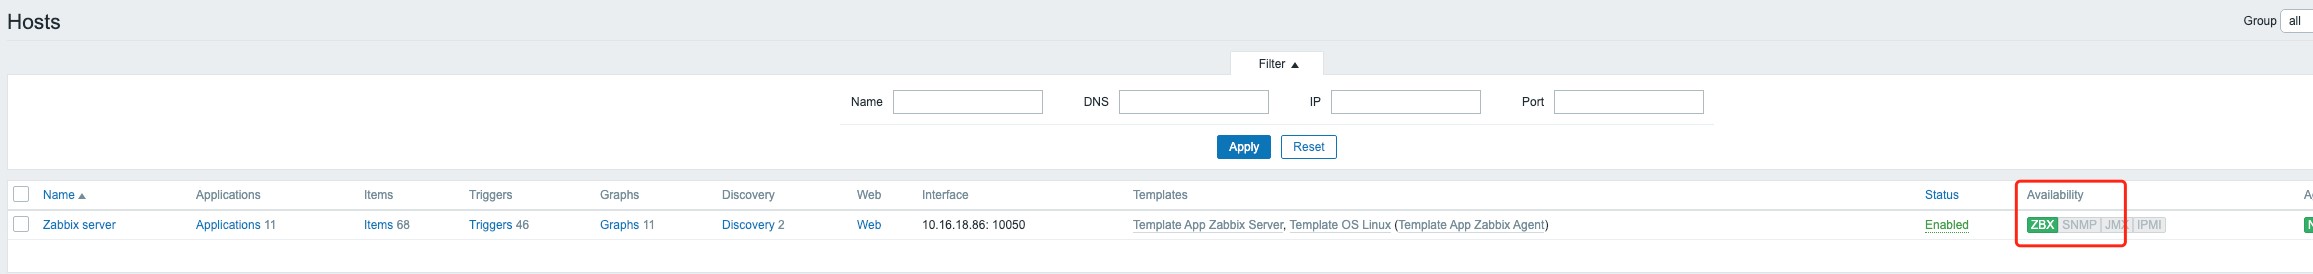 Hosts
Group all
Filter ▲
Name DNS IP Port
Apply Reset
Name ▲ Applications Items Triggers Graphs Discovery Web Interface Templates Status Availability
Zabbix server Applications 11 Items 68 Triggers 46 Graphs 11 Discovery 2 Web 10.16.18.86: 10050 Template App Zabbix Server, Template OS Linux (Template App Zabbix Agent) Enabled ZBX SNMP JMX IPMI